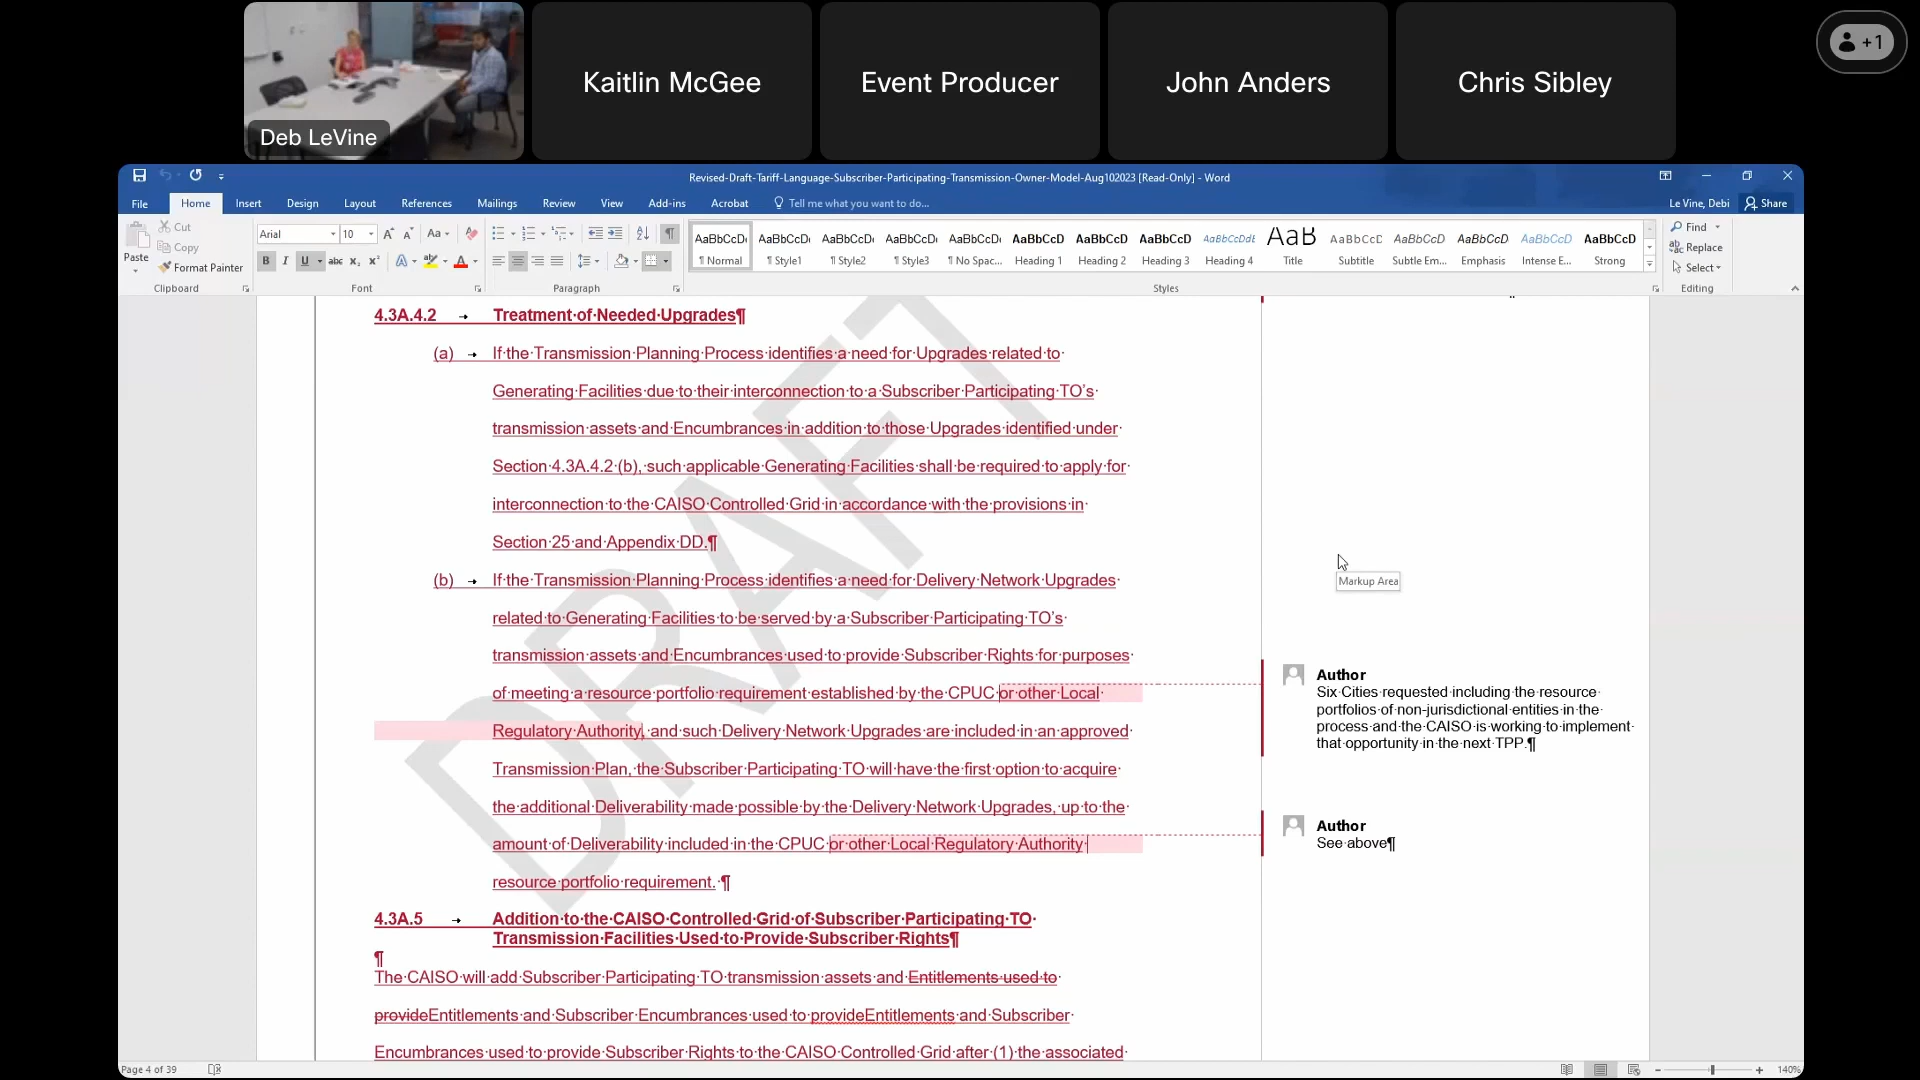 Deb LeVine
Kaitlin McGee
Event Producer
John Anders
Chris Sibley
+1
Revised-Draft-Tariff-Language-Subscriber-Participating-Transmission-Owner-Model-Aug102023 [Read-Only] - Word
File Home Insert Design Layout References Mailings Review View Add-ins Acrobat Tell me what you want to do... Le Vine, Debi Share
Paste
Cut
Copy
Format Painter
Arial 10
AaBbCcDc AaBbCcDc AaBbCcDc AaBbCcDc AaBbCcDc AaBbCcD AaBbCcD AaBbCcD AaBbCcDdE AaB AaBbCcC AaBbCcD AaBbCcD AaBbCcD AaBbCcD
¶ Normal ¶ Style1 ¶ Style2 ¶ Style3 ¶ No Spac... Heading 1 Heading 2 Heading 3 Heading 4 Title Subtitle Subtle Em... Emphasis Intense E... Strong
Find
Replace
Select
Clipboard Font Paragraph Styles Editing
DRAFT
4.3A.4.2 Treatment of Needed Upgrades¶
(a) If the Transmission Planning Process identifies a need for Upgrades related to
Generating Facilities due to their interconnection to a Subscriber Participating TO's
transmission assets and Encumbrances in addition to those Upgrades identified under
Section 4.3A.4.2 (b), such applicable Generating Facilities shall be required to apply for
interconnection to the CAISO Controlled Grid in accordance with the provisions in
Section 25 and Appendix DD.¶
(b) If the Transmission Planning Process identifies a need for Delivery Network Upgrades
related to Generating Facilities to be served by a Subscriber Participating TO's
transmission assets and Encumbrances used to provide Subscriber Rights for purposes
of meeting a resource portfolio requirement established by the CPUC or other Local
Regulatory Authority, and such Delivery Network Upgrades are included in an approved
Transmission Plan, the Subscriber Participating TO will have the first option to acquire
the additional Deliverability made possible by the Delivery Network Upgrades, up to the
amount of Deliverability included in the CPUC or other Local Regulatory Authority
resource portfolio requirement. ¶
4.3A.5 Addition to the CAISO Controlled Grid of Subscriber Participating TO
Transmission Facilities Used to Provide Subscriber Rights¶
¶
The CAISO will add Subscriber Participating TO transmission assets and Entitlements used to
provideEntitlements and Subscriber Encumbrances used to provideEntitlements and Subscriber
Encumbrances used to provide Subscriber Rights to the CAISO Controlled Grid after (1) the associated
Markup Area
Author
Six Cities requested including the resource
portfolios of non-jurisdictional entities in the
process and the CAISO is working to implement
that opportunity in the next TPP.¶
Author
See above¶
Page 4 of 39
140%